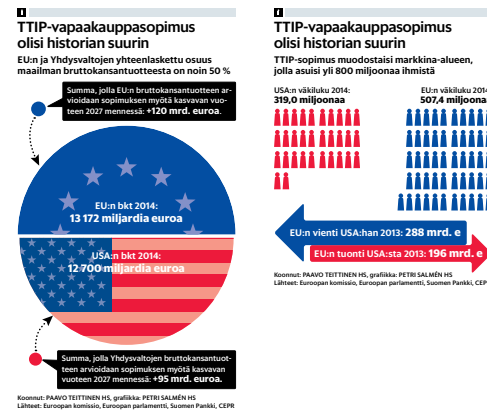 TTIP-vapaakauppasopimus
olisi historian suurin
EU:n ja Yhdysvaltojen yhteenlaskettu osuus
maailman bruttokansantuotteesta on noin 50 %
Summa, jolla EU:n bruttokansantuotteen ar-
vioidaan sopimuksen myötä kasvavan vuo-
teen 2027 mennessä: +120 mrd. euroa.
EU:n bkt 2014:
13 172 miljardia euroa
USA:n bkt 2014:
12 700 miljardia euroa
Summa, jolla Yhdysvaltojen bruttokansantuot-
teen arvioidaan sopimuksen myötä kasvavan
vuoteen 2027 mennessä: +95 mrd. euroa.
Koonnut: PAAVO TEITTINEN HS, grafiikka: PETRI SALMÉN HS
Lähteet: Euroopan komissio, Euroopan parlamentti, Suomen Pankki, CEPR
TTIP-vapaakauppasopimus
olisi historian suurin
TTIP-sopimus muodostaisi markkina-alueen,
jolla asuisi yli 800 miljoonaa ihmistä
USA:n väkiluku 2014:
319,0 miljoonaa
EU:n väkiluku 2014:
507,4 miljoonaa
EU:n vienti USA:han 2013: 288 mrd. e
EU:n tuonti USA:sta 2013: 196 mrd. e
Koonnut: PAAVO TEITTINEN HS, grafiikka: PETRI SALMÉN HS
Lähteet: Euroopan komissio, Euroopan parlamentti, Suomen Pankki, CEP